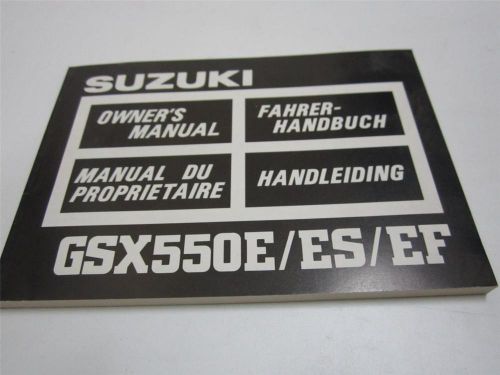 SUZUKI
OWNER'S
MANUAL
FAHRER-
HANDBUCH
MANUAL DU
PROPRIETAIRE
HANDLEIDING
GSX550E/ES/EF